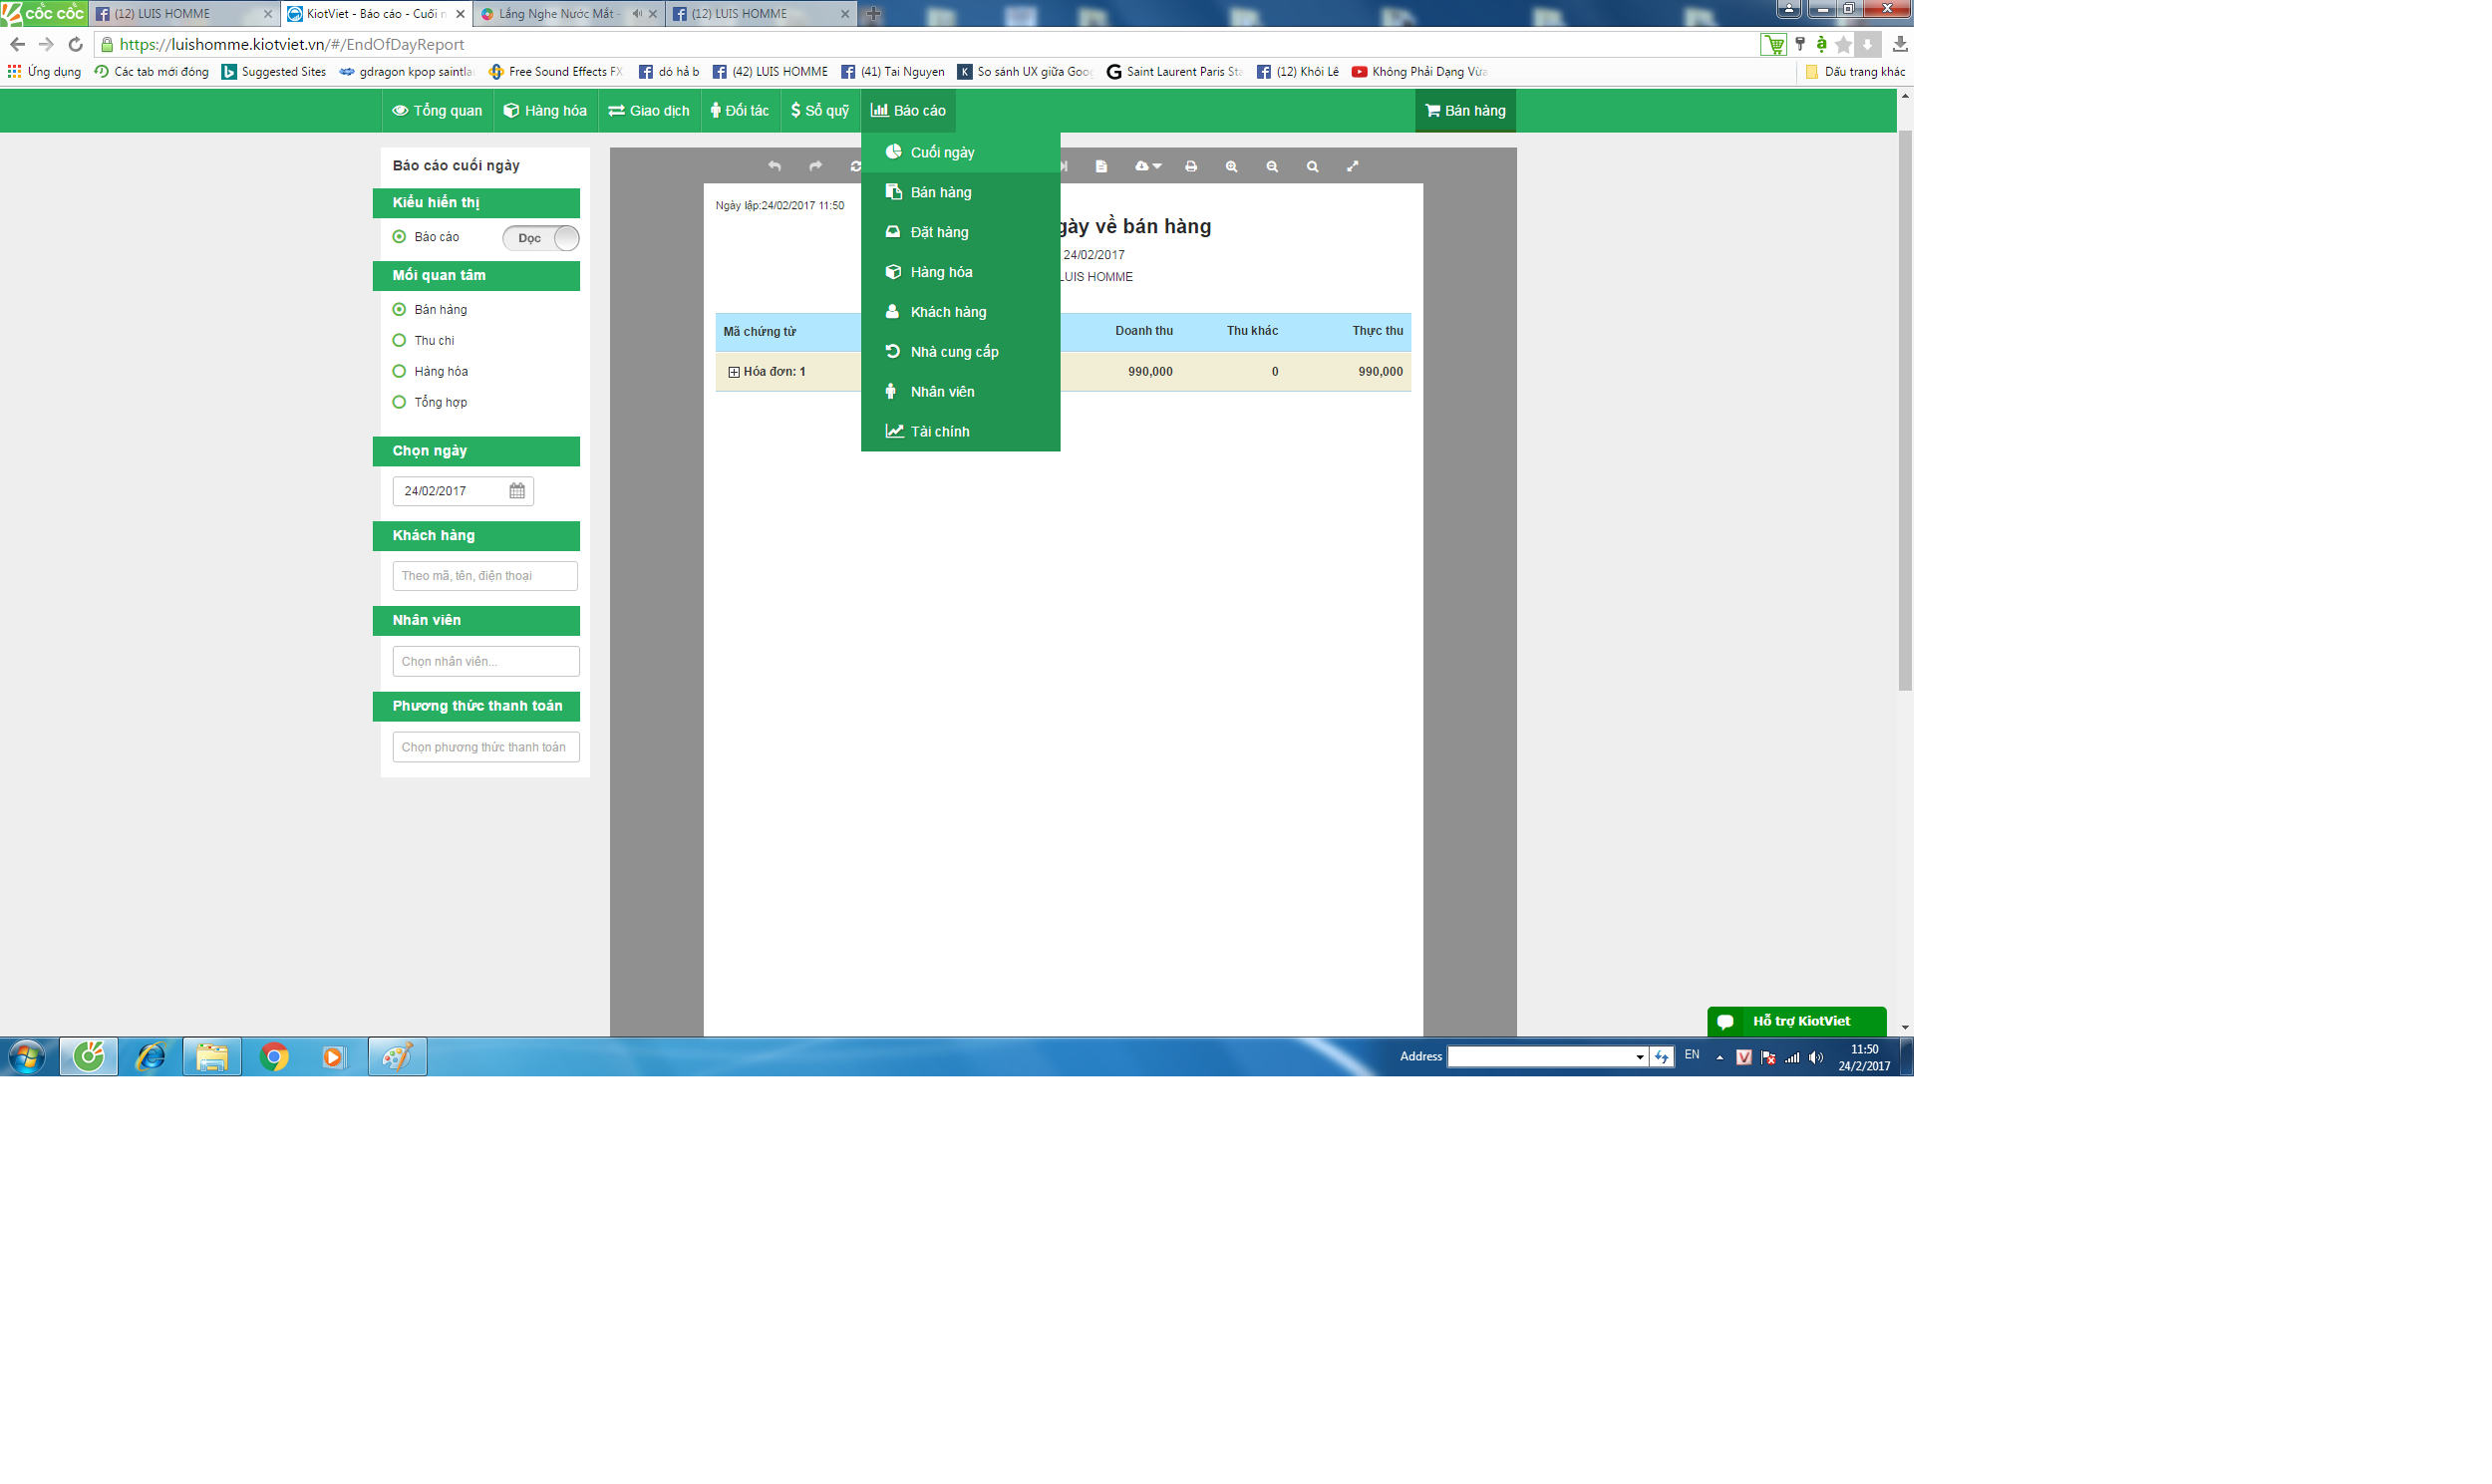 cốc cốc (12) LUIS HOMME KiotViet - Báo cáo - Cuối n Lắng Nghe Nước Mắt - (12) LUIS HOMME
https://luishomme.kiotviet.vn/#/EndOfDayReport
Ứng dụng Các tab mới đóng Suggested Sites gdragon kpop saintla Free Sound Effects FX dó hả b (42) LUIS HOMME (41) Tai Nguyen So sánh UX giữa Goog Saint Laurent Paris Sta (12) Khôi Lê Không Phải Dạng Vừa Dấu trang khác
Tổng quan Hàng hóa Giao dịch Đối tác Sổ quỹ Báo cáo Bán hàng
Báo cáo cuối ngày
Kiểu hiển thị
Báo cáo Dọc
Mối quan tâm
Bán hàng
Thu chi
Hàng hóa
Tổng hợp
Chọn ngày
24/02/2017
Khách hàng
Theo mã, tên, điện thoại
Nhân viên
Chọn nhân viên...
Phương thức thanh toán
Chọn phương thức thanh toán
Cuối ngày
Bán hàng
Đặt hàng
Hàng hóa
Khách hàng
Nhà cung cấp
Nhân viên
Tài chính
Ngày lập:24/02/2017 11:50
gày về bán hàng
24/02/2017
LUIS HOMME
Mã chứng từ Doanh thu Thu khác Thực thu
Hóa đơn: 1 990,000 0 990,000
Hỗ trợ KiotViet
Address EN 11:50
24/2/2017